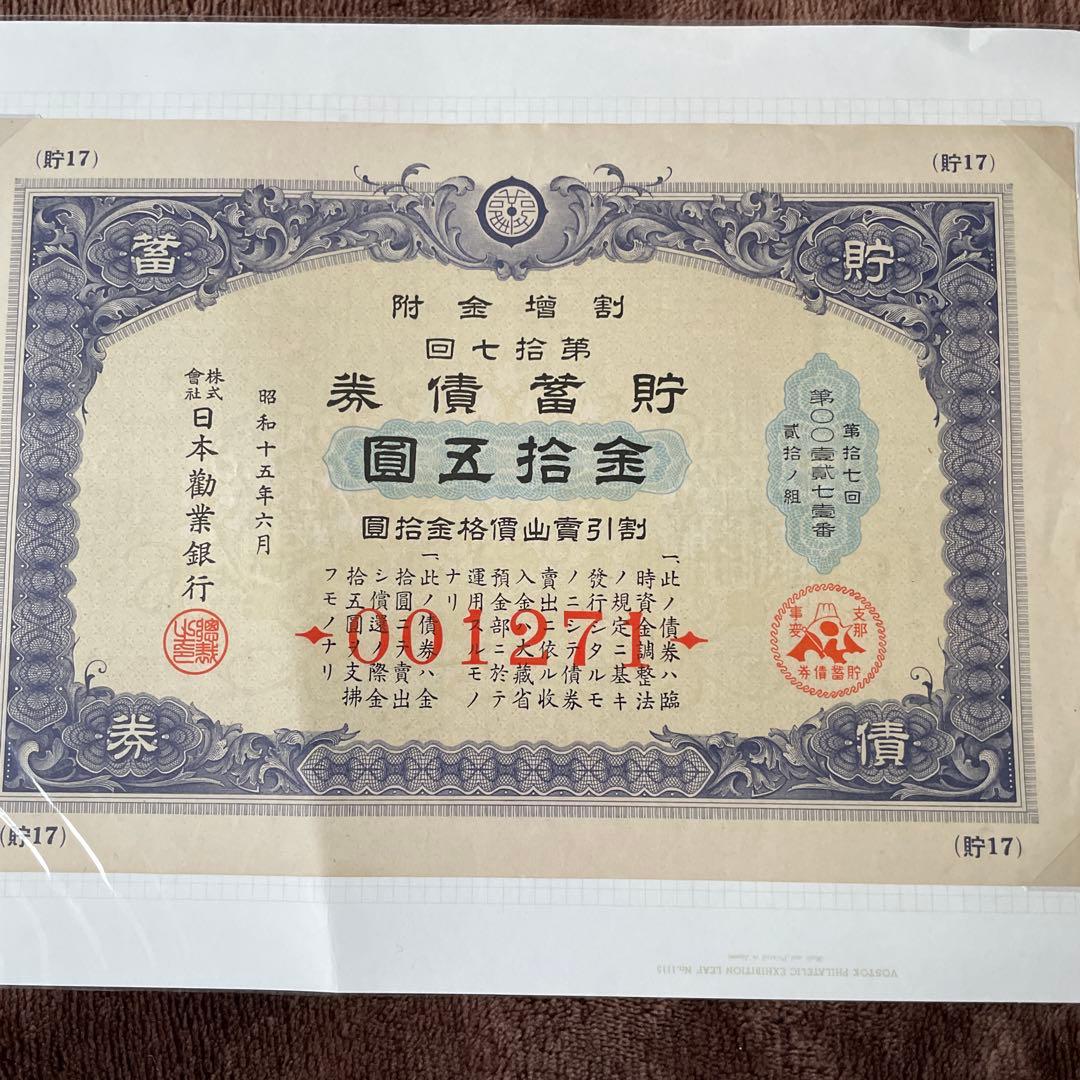 (貯17)
(貯17)
貯
蓄
債
券
割增金附
第拾七回
貯蓄債券
金拾五圓
割引賣出價格金拾圓
第拾七回
第〇〇壹貳七壹番
貳拾ノ組
支那
事變
貯蓄債券
一、此ノ債券ハ臨
時資金調整法
ノ規定ニ基キ
發行シタルモ
ノニシテ債券
賣出ニ依ル收
入金ハ大藏省
預金部ニ於テ
運用スルモノ
ナリ
一、此ノ債券ハ金
拾圓ニテ賣出
シ償還ノ際金
拾五圓ヲ支拂
フモノナリ
001271
昭和十五年六月
株式會社日本勸業銀行
(貯17)
(貯17)
VOSTOK PHILATELIC EXHIBITION LEAF No.1115